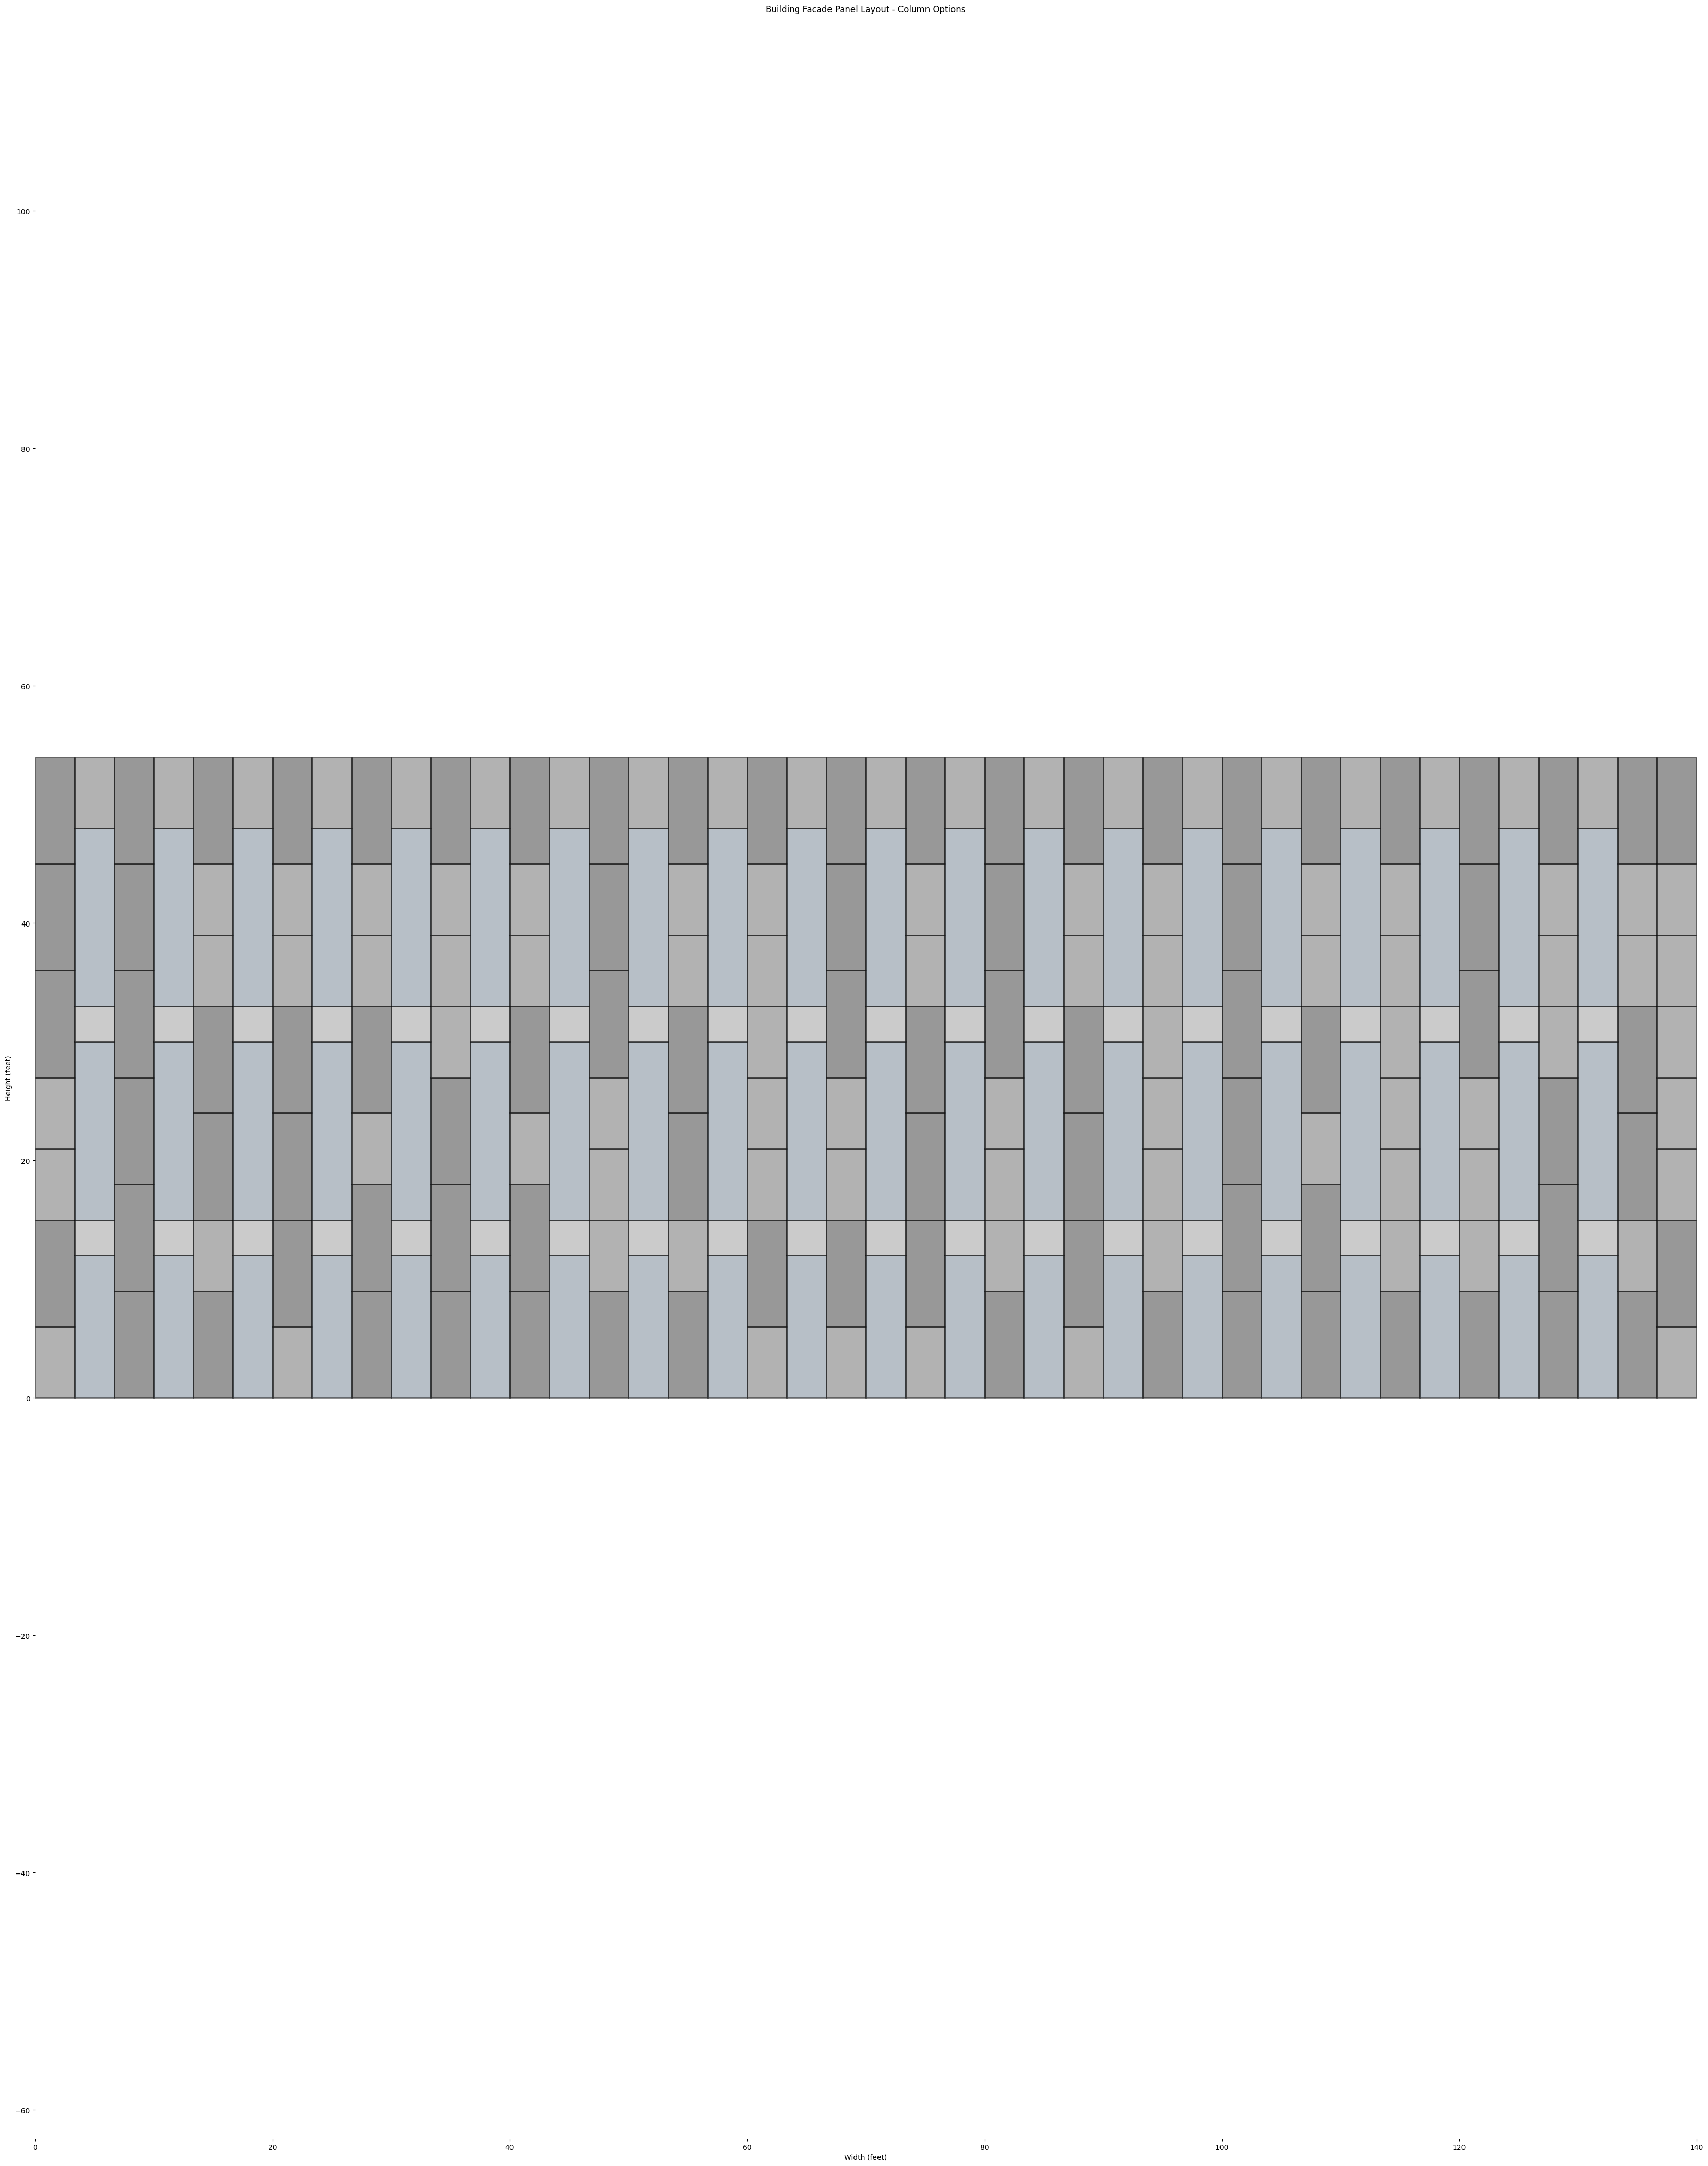 Building Facade Panel Layout - Column Options
100
80
60
40
20
0
−20
−40
−60
Height (feet)
0 20 40 60 80 100 120 140
Width (feet)